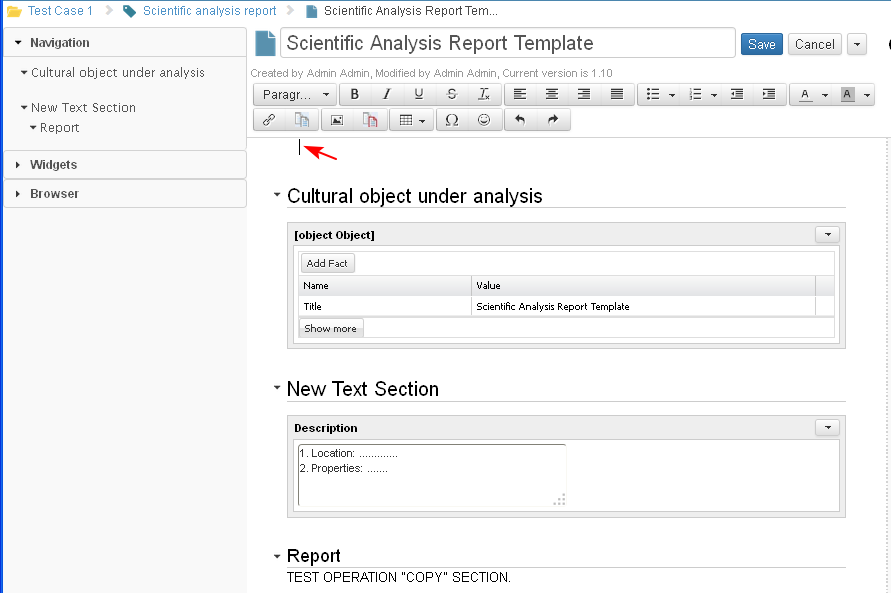 Test Case 1 Scientific analysis report Scientific Analysis Report Tem...
Navigation
Cultural object under analysis
New Text Section
Report
Widgets
Browser
Scientific Analysis Report Template
Save Cancel
Created by Admin Admin, Modified by Admin Admin, Current version is 1.10
Paragr... B I U S Tx A A
Ω
Cultural object under analysis
[object Object]
Add Fact
Name Value
Title Scientific Analysis Report Template
Show more
New Text Section
Description
1. Location: .............
2. Properties: .......
Report
TEST OPERATION "COPY" SECTION.